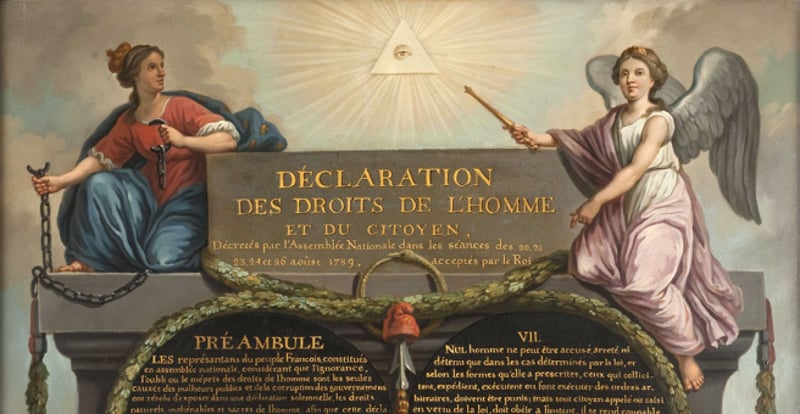 DÉCLARATION
DES DROITS DE L'HOMME
ET DU CITOYEN,
Décretés par l'Assemblée Nationale dans les séances des 20, 21,
23, 24 et 26 août 1789, acceptés par le Roi
PRÉAMBULE
LES représentans du peuple Francois, constitués
en assemblée nationale, considérant que l'ignorance,
l'oubli ou le mépris des droits de l'homme sont les seules
causes des malheurs publics et de la corruption des gouvernemens
ont résolu d'exposer dans une déclaration solemnelle, les droits
naturels, inaliénables et sacrés de l'homme, afin que cette décla
VII.
NUL homme ne peut être accusé, arreté, ni
détenu que dans les cas déterminés par la loi, et
selon les formes qu'elle a prescrites, ceux qui sollici-
tent, expédient, exécutent ou font exécuter des ordres ar-
bitraires, doivent être punis; mais tout citoyen appelé ou saisi
en vertu de la loi, doit obéir à l'instant, il se rend coupable